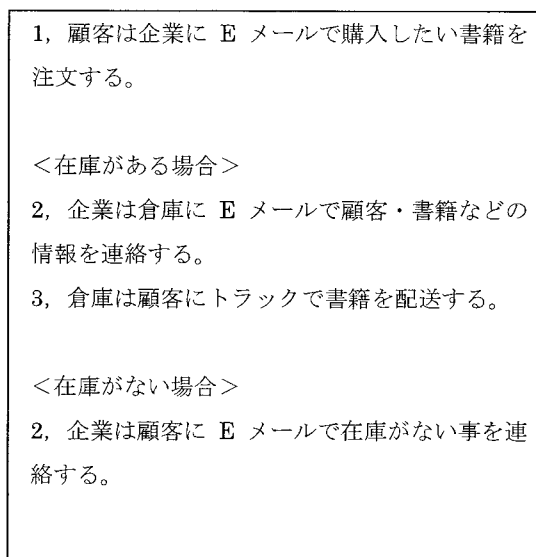 1，顧客は企業に E メールで購入したい書籍を
注文する。
＜在庫がある場合＞
2，企業は倉庫に E メールで顧客・書籍などの
情報を連絡する。
3，倉庫は顧客にトラックで書籍を配送する。
＜在庫がない場合＞
2，企業は顧客に E メールで在庫がない事を連
絡する。